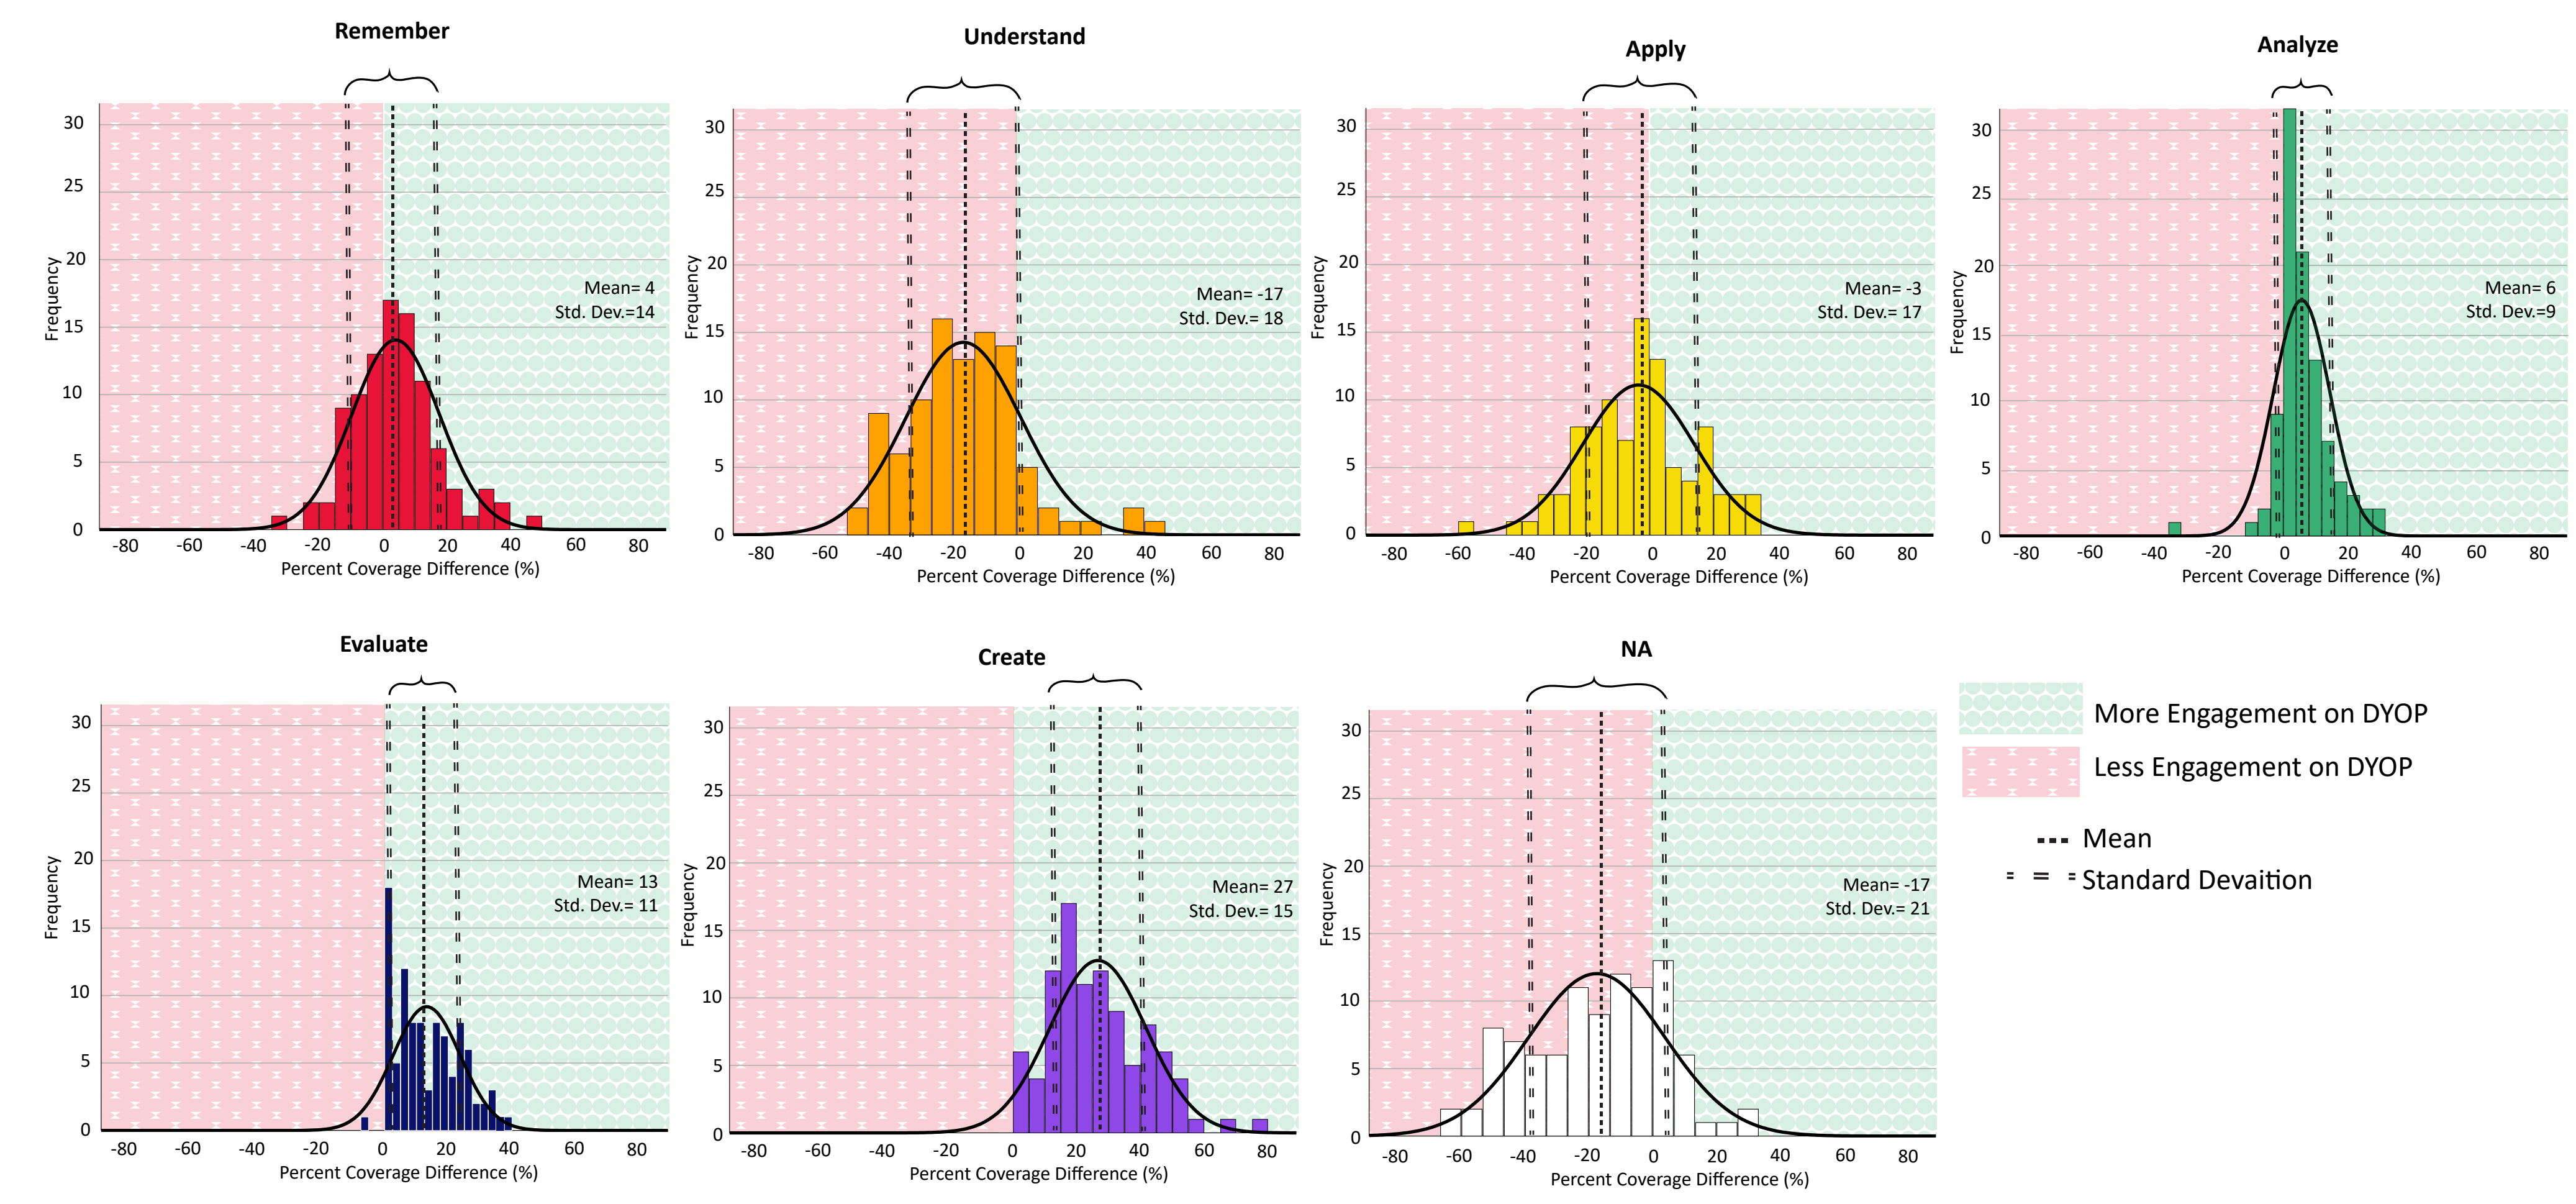 Remember
30
25
20
15
10
5
0
Frequency
Mean= 4
Std. Dev.=14
-80 -60 -40 -20 0 20 40 60 80
Percent Coverage Difference (%)
Understand
30
25
20
15
10
5
0
Frequency
Mean= -17
Std. Dev.= 18
-80 -60 -40 -20 0 20 40 60 80
Percent Coverage Difference (%)
Apply
30
25
20
15
10
5
0
Frequency
Mean= -3
Std. Dev.= 17
-80 -60 -40 -20 0 20 40 60 80
Percent Coverage Difference (%)
Analyze
30
25
20
15
10
5
0
Frequency
Mean= 6
Std. Dev.=9
-80 -60 -40 -20 0 20 40 60 80
Percent Coverage Difference (%)
Evaluate
30
25
20
15
10
5
0
Frequency
Mean= 13
Std. Dev.= 11
-80 -60 -40 -20 0 20 40 60 80
Percent Coverage Difference (%)
Create
30
25
20
15
10
5
0
Frequency
Mean= 27
Std. Dev.= 15
-80 -60 -40 -20 0 20 40 60 80
Percent Coverage Difference (%)
NA
30
25
20
15
10
5
0
Frequency
Mean= -17
Std. Dev.= 21
-80 -60 -40 -20 0 20 40 60 80
Percent Coverage Difference (%)
More Engagement on DYOP
Less Engagement on DYOP
Mean
Standard Devaition